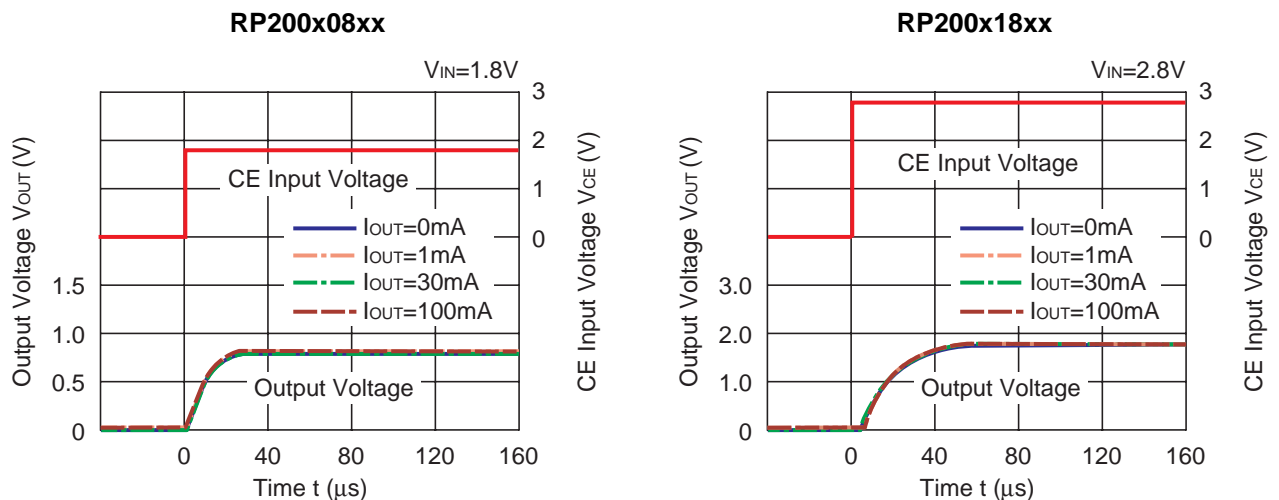 RP200x08xx
VIN=1.8V
3
2
1
0
CE Input Voltage
IOUT=0mA
IOUT=1mA
IOUT=30mA
IOUT=100mA
1.5
1.0
0.5
0
Output Voltage
Output Voltage VOUT (V)
CE Input Voltage VCE (V)
0 40 80 120 160
Time t (µs)
RP200x18xx
VIN=2.8V
3
2
1
0
CE Input Voltage
IOUT=0mA
IOUT=1mA
IOUT=30mA
IOUT=100mA
3.0
2.0
1.0
0
Output Voltage
Output Voltage VOUT (V)
CE Input Voltage VCE (V)
0 40 80 120 160
Time t (µs)